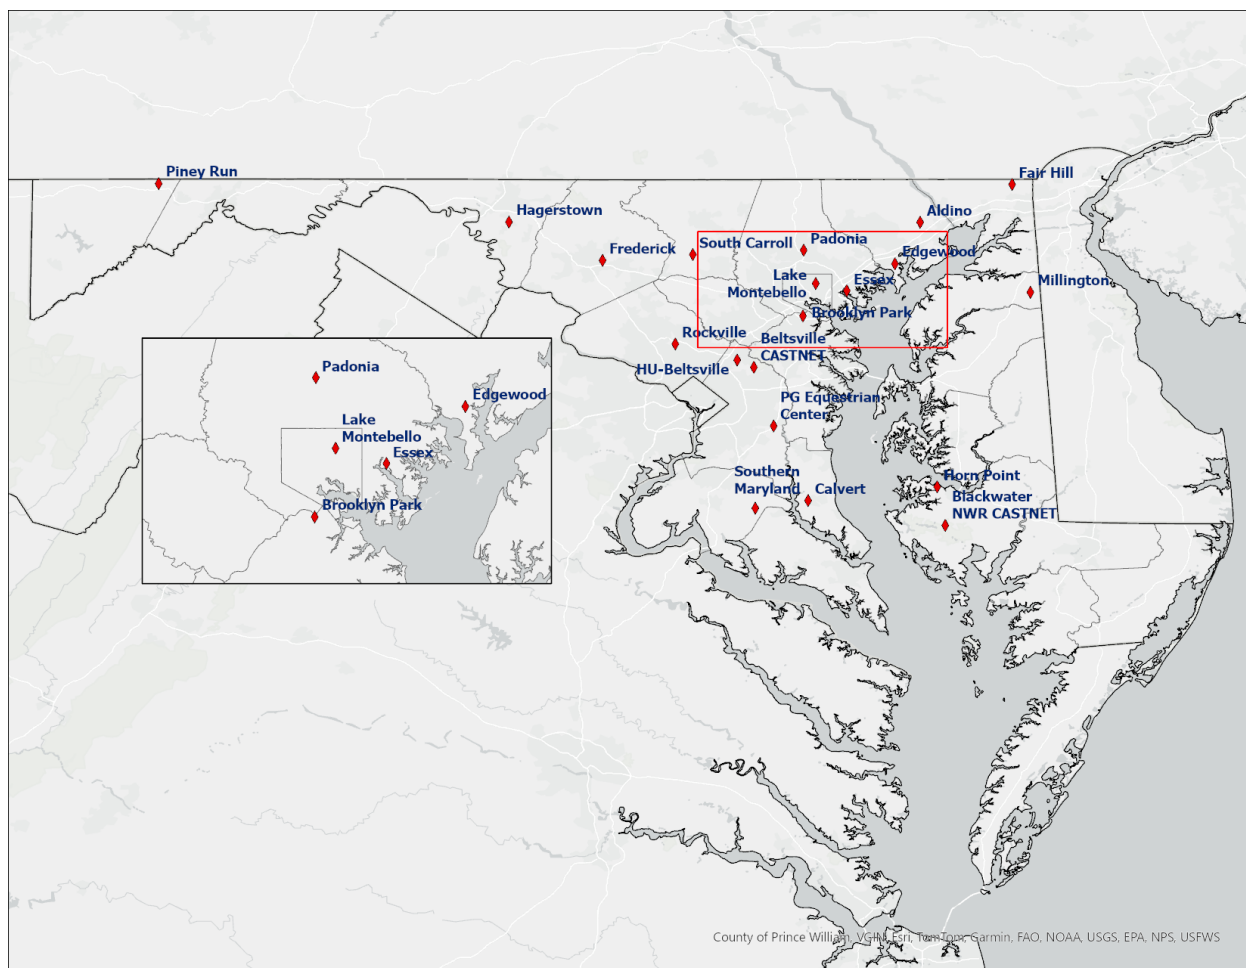 Piney Run
Fair Hill
Hagerstown
Aldino
Frederick
South Carroll
Padonia
Edgewood
Lake
Montebello
Essex
Millington
Brooklyn Park
Rockville
Beltsville
CASTNET
HU-Beltsville
PG Equestrian
Center
Southern
Maryland
Calvert
Horn Point
Blackwater
NWR CASTNET
Padonia
Edgewood
Lake
Montebello
Essex
Brooklyn Park
County of Prince William, VGIN, Esri, TomTom, Garmin, FAO, NOAA, USGS, EPA, NPS, USFWS